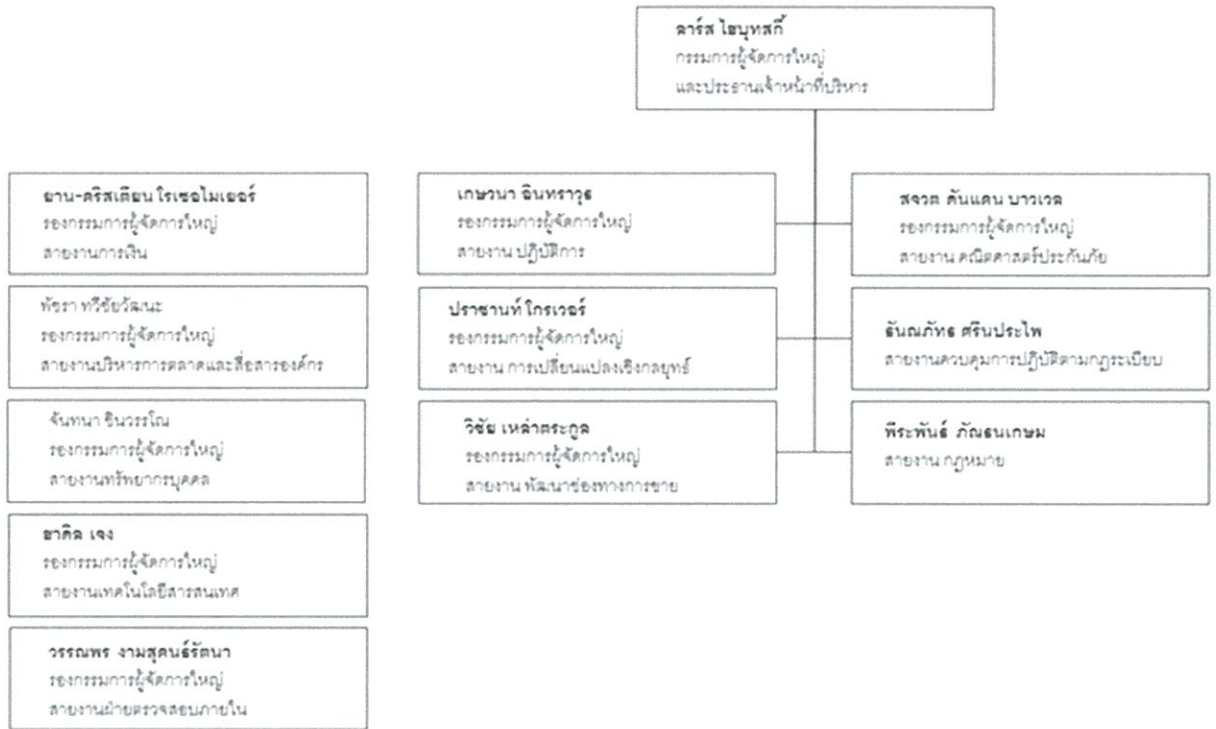 ลาร์ส ไฮบุทสกี้
กรรมการผู้จัดการใหญ่
และประธานเจ้าหน้าที่บริหาร
ยาน-คริสเตียน โรเซอไมเยอร์
รองกรรมการผู้จัดการใหญ่
สายงานการเงิน
พัชรา ทวีชัยวัฒนะ
รองกรรมการผู้จัดการใหญ่
สายงานบริหารการตลาดและสื่อสารองค์กร
จันทนา ชินวรรโณ
รองกรรมการผู้จัดการใหญ่
สายงานทรัพยากรบุคคล
ยาคิล เจง
รองกรรมการผู้จัดการใหญ่
สายงานเทคโนโลยีสารสนเทศ
วรรณพร งามสุคนธ์รัตนา
รองกรรมการผู้จัดการใหญ่
สายงานฝ่ายตรวจสอบภายใน
เกษวนา อินทราวุธ
รองกรรมการผู้จัดการใหญ่
สายงาน ปฏิบัติการ
ปราชานท์ โกรเวอร์
รองกรรมการผู้จัดการใหญ่
สายงาน การเปลี่ยนแปลงเชิงกลยุทธ์
วิชัย เหล่าตระกูล
รองกรรมการผู้จัดการใหญ่
สายงาน พัฒนาช่องทางการขาย
สจวต ดันแคน บาวเวล
รองกรรมการผู้จัดการใหญ่
สายงาน คณิตศาสตร์ประกันภัย
ธันณภัทธ ศรินประไพ
สายงานควบคุมการปฏิบัติตามกฎระเบียบ
พีระพันธ์ ภัณธนเกษม
สายงาน กฎหมาย